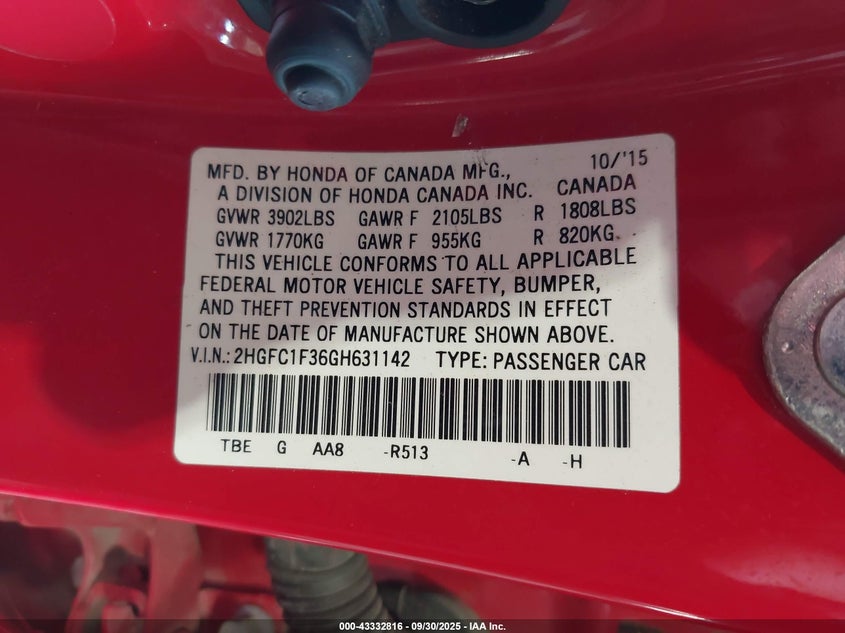 MFD. BY HONDA OF CANADA MFG., 10/'15
A DIVISION OF HONDA CANADA INC. CANADA
GVWR 3902LBS GAWR F 2105LBS R 1808LBS
GVWR 1770KG GAWR F 955KG R 820KG.
THIS VEHICLE CONFORMS TO ALL APPLICABLE
FEDERAL MOTOR VEHICLE SAFETY, BUMPER,
AND THEFT PREVENTION STANDARDS IN EFFECT
ON THE DATE OF MANUFACTURE SHOWN ABOVE.
V.I.N.: 2HGFC1F36GH631142 TYPE: PASSENGER CAR
TBE G AA8 -R513 -A -H
000-43332816 - 09/30/2025 - IAA Inc.